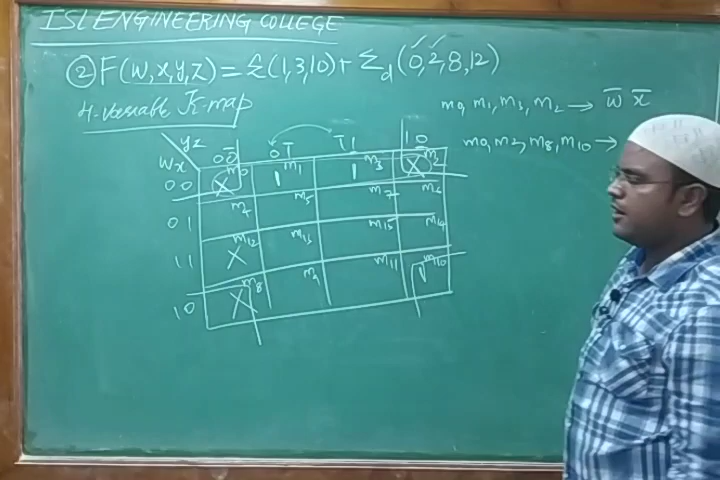 ISL ENGINEERING COLLEGE
② F(W,x,y,z) = Σ(1,3,10) + Σd(0,2,8,12)
4-variable K-map
m0, m1, m3, m2 → W̅ x̅
m0, m2, m8, m10 →
yz
Wx
00 01 11 10
00 X m0 1 m1 1 m3 X m2
01 m4 m5 m7 m6
11 X m12 m13 m15 m14
10 X m8 m9 m11 1 m10